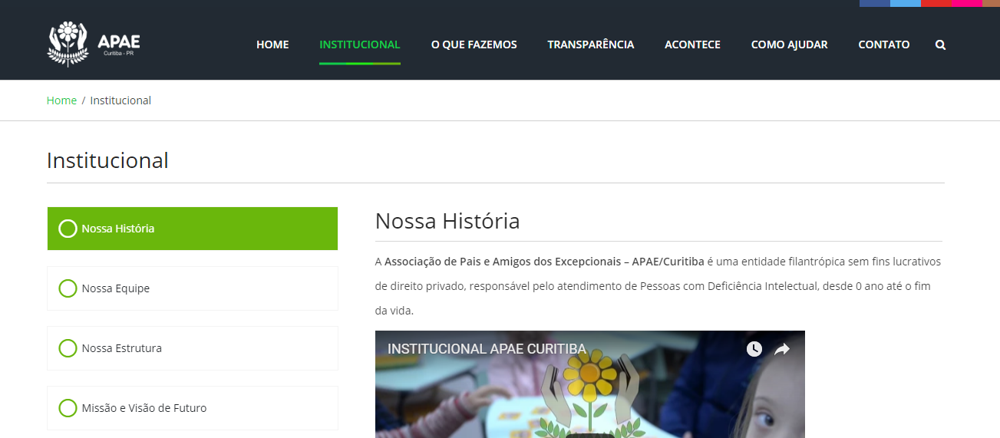 APAE
Curitiba - PR
HOME
INSTITUCIONAL
O QUE FAZEMOS
TRANSPARÊNCIA
ACONTECE
COMO AJUDAR
CONTATO
Home / Institucional
Institucional
Nossa História
Nossa Equipe
Nossa Estrutura
Missão e Visão de Futuro
Nossa História
A Associação de Pais e Amigos dos Excepcionais – APAE/Curitiba é uma entidade filantrópica sem fins lucrativos
de direito privado, responsável pelo atendimento de Pessoas com Deficiência Intelectual, desde 0 ano até o fim
da vida.
INSTITUCIONAL APAE CURITIBA